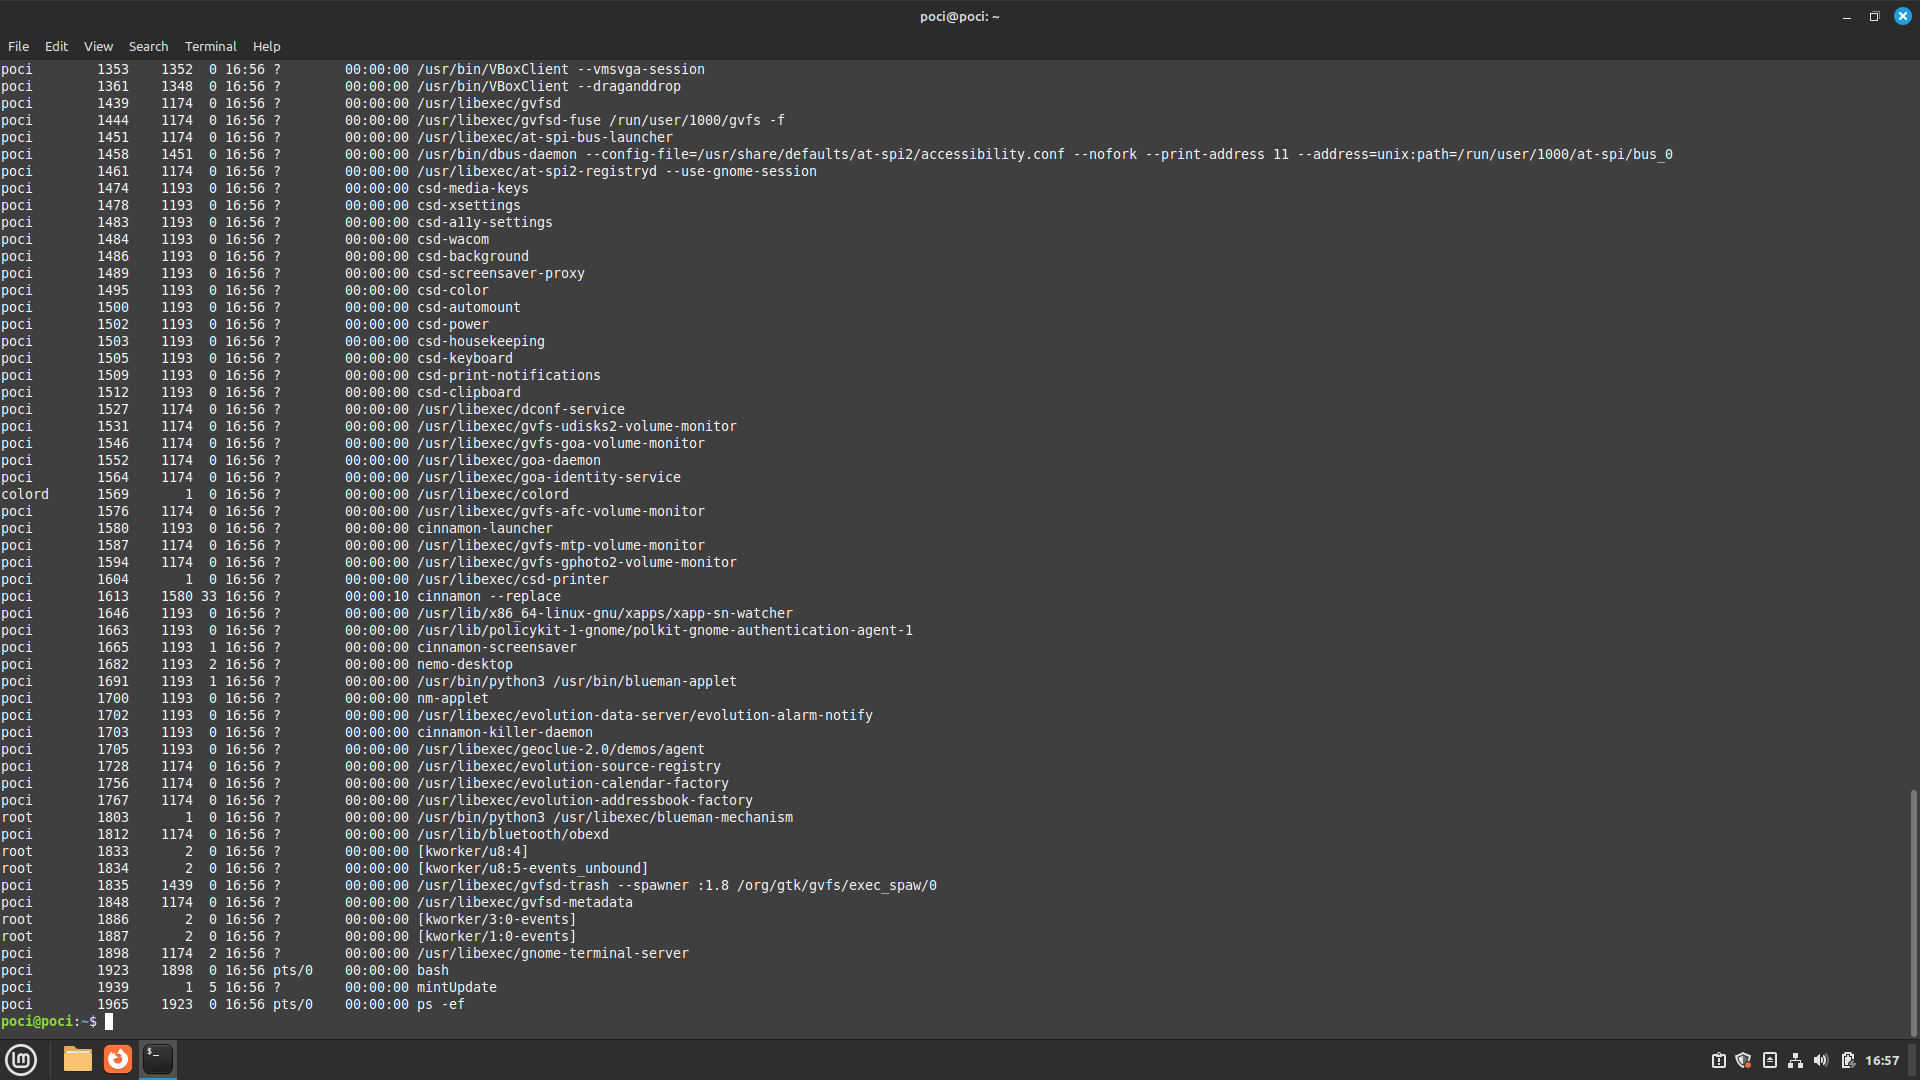 poci@poci: ~
File Edit View Search Terminal Help
poci        1353    1352  0 16:56 ?        00:00:00 /usr/bin/VBoxClient --vmsvga-session
poci        1361    1348  0 16:56 ?        00:00:00 /usr/bin/VBoxClient --draganddrop
poci        1439    1174  0 16:56 ?        00:00:00 /usr/libexec/gvfsd
poci        1444    1174  0 16:56 ?        00:00:00 /usr/libexec/gvfsd-fuse /run/user/1000/gvfs -f
poci        1451    1174  0 16:56 ?        00:00:00 /usr/libexec/at-spi-bus-launcher
poci        1458    1451  0 16:56 ?        00:00:00 /usr/bin/dbus-daemon --config-file=/usr/share/defaults/at-spi2/accessibility.conf --nofork --print-address 11 --address=unix:path=/run/user/1000/at-spi/bus_0
poci        1461    1174  0 16:56 ?        00:00:00 /usr/libexec/at-spi2-registryd --use-gnome-session
poci        1474    1193  0 16:56 ?        00:00:00 csd-media-keys
poci        1478    1193  0 16:56 ?        00:00:00 csd-xsettings
poci        1483    1193  0 16:56 ?        00:00:00 csd-a11y-settings
poci        1484    1193  0 16:56 ?        00:00:00 csd-wacom
poci        1486    1193  0 16:56 ?        00:00:00 csd-background
poci        1489    1193  0 16:56 ?        00:00:00 csd-screensaver-proxy
poci        1495    1193  0 16:56 ?        00:00:00 csd-color
poci        1500    1193  0 16:56 ?        00:00:00 csd-automount
poci        1502    1193  0 16:56 ?        00:00:00 csd-power
poci        1503    1193  0 16:56 ?        00:00:00 csd-housekeeping
poci        1505    1193  0 16:56 ?        00:00:00 csd-keyboard
poci        1509    1193  0 16:56 ?        00:00:00 csd-print-notifications
poci        1512    1193  0 16:56 ?        00:00:00 csd-clipboard
poci        1527    1174  0 16:56 ?        00:00:00 /usr/libexec/dconf-service
poci        1531    1174  0 16:56 ?        00:00:00 /usr/libexec/gvfs-udisks2-volume-monitor
poci        1546    1174  0 16:56 ?        00:00:00 /usr/libexec/gvfs-goa-volume-monitor
poci        1552    1174  0 16:56 ?        00:00:00 /usr/libexec/goa-daemon
poci        1564    1174  0 16:56 ?        00:00:00 /usr/libexec/goa-identity-service
colord      1569       1  0 16:56 ?        00:00:00 /usr/libexec/colord
poci        1576    1174  0 16:56 ?        00:00:00 /usr/libexec/gvfs-afc-volume-monitor
poci        1580    1193  0 16:56 ?        00:00:00 cinnamon-launcher
poci        1587    1174  0 16:56 ?        00:00:00 /usr/libexec/gvfs-mtp-volume-monitor
poci        1594    1174  0 16:56 ?        00:00:00 /usr/libexec/gvfs-gphoto2-volume-monitor
poci        1604       1  0 16:56 ?        00:00:00 /usr/libexec/csd-printer
poci        1613    1580 33 16:56 ?        00:00:10 cinnamon --replace
poci        1646    1193  0 16:56 ?        00:00:00 /usr/lib/x86_64-linux-gnu/xapps/xapp-sn-watcher
poci        1663    1193  0 16:56 ?        00:00:00 /usr/lib/policykit-1-gnome/polkit-gnome-authentication-agent-1
poci        1665    1193  1 16:56 ?        00:00:00 cinnamon-screensaver
poci        1682    1193  2 16:56 ?        00:00:00 nemo-desktop
poci        1691    1193  1 16:56 ?        00:00:00 /usr/bin/python3 /usr/bin/blueman-applet
poci        1700    1193  0 16:56 ?        00:00:00 nm-applet
poci        1702    1193  0 16:56 ?        00:00:00 /usr/libexec/evolution-data-server/evolution-alarm-notify
poci        1703    1193  0 16:56 ?        00:00:00 cinnamon-killer-daemon
poci        1705    1193  0 16:56 ?        00:00:00 /usr/libexec/geoclue-2.0/demos/agent
poci        1728    1174  0 16:56 ?        00:00:00 /usr/libexec/evolution-source-registry
poci        1756    1174  0 16:56 ?        00:00:00 /usr/libexec/evolution-calendar-factory
poci        1767    1174  0 16:56 ?        00:00:00 /usr/libexec/evolution-addressbook-factory
root        1803       1  0 16:56 ?        00:00:00 /usr/bin/python3 /usr/libexec/blueman-mechanism
poci        1812    1174  0 16:56 ?        00:00:00 /usr/lib/bluetooth/obexd
root        1833       2  0 16:56 ?        00:00:00 [kworker/u8:4]
root        1834       2  0 16:56 ?        00:00:00 [kworker/u8:5-events_unbound]
poci        1835    1439  0 16:56 ?        00:00:00 /usr/libexec/gvfsd-trash --spawner :1.8 /org/gtk/gvfs/exec_spaw/0
poci        1848    1174  0 16:56 ?        00:00:00 /usr/libexec/gvfsd-metadata
root        1886       2  0 16:56 ?        00:00:00 [kworker/3:0-events]
root        1887       2  0 16:56 ?        00:00:00 [kworker/1:0-events]
poci        1898    1174  2 16:56 ?        00:00:00 /usr/libexec/gnome-terminal-server
poci        1923    1898  0 16:56 pts/0    00:00:00 bash
poci        1939       1  5 16:56 ?        00:00:00 mintUpdate
poci        1965    1923  0 16:56 pts/0    00:00:00 ps -ef
poci@poci:~$
16:57